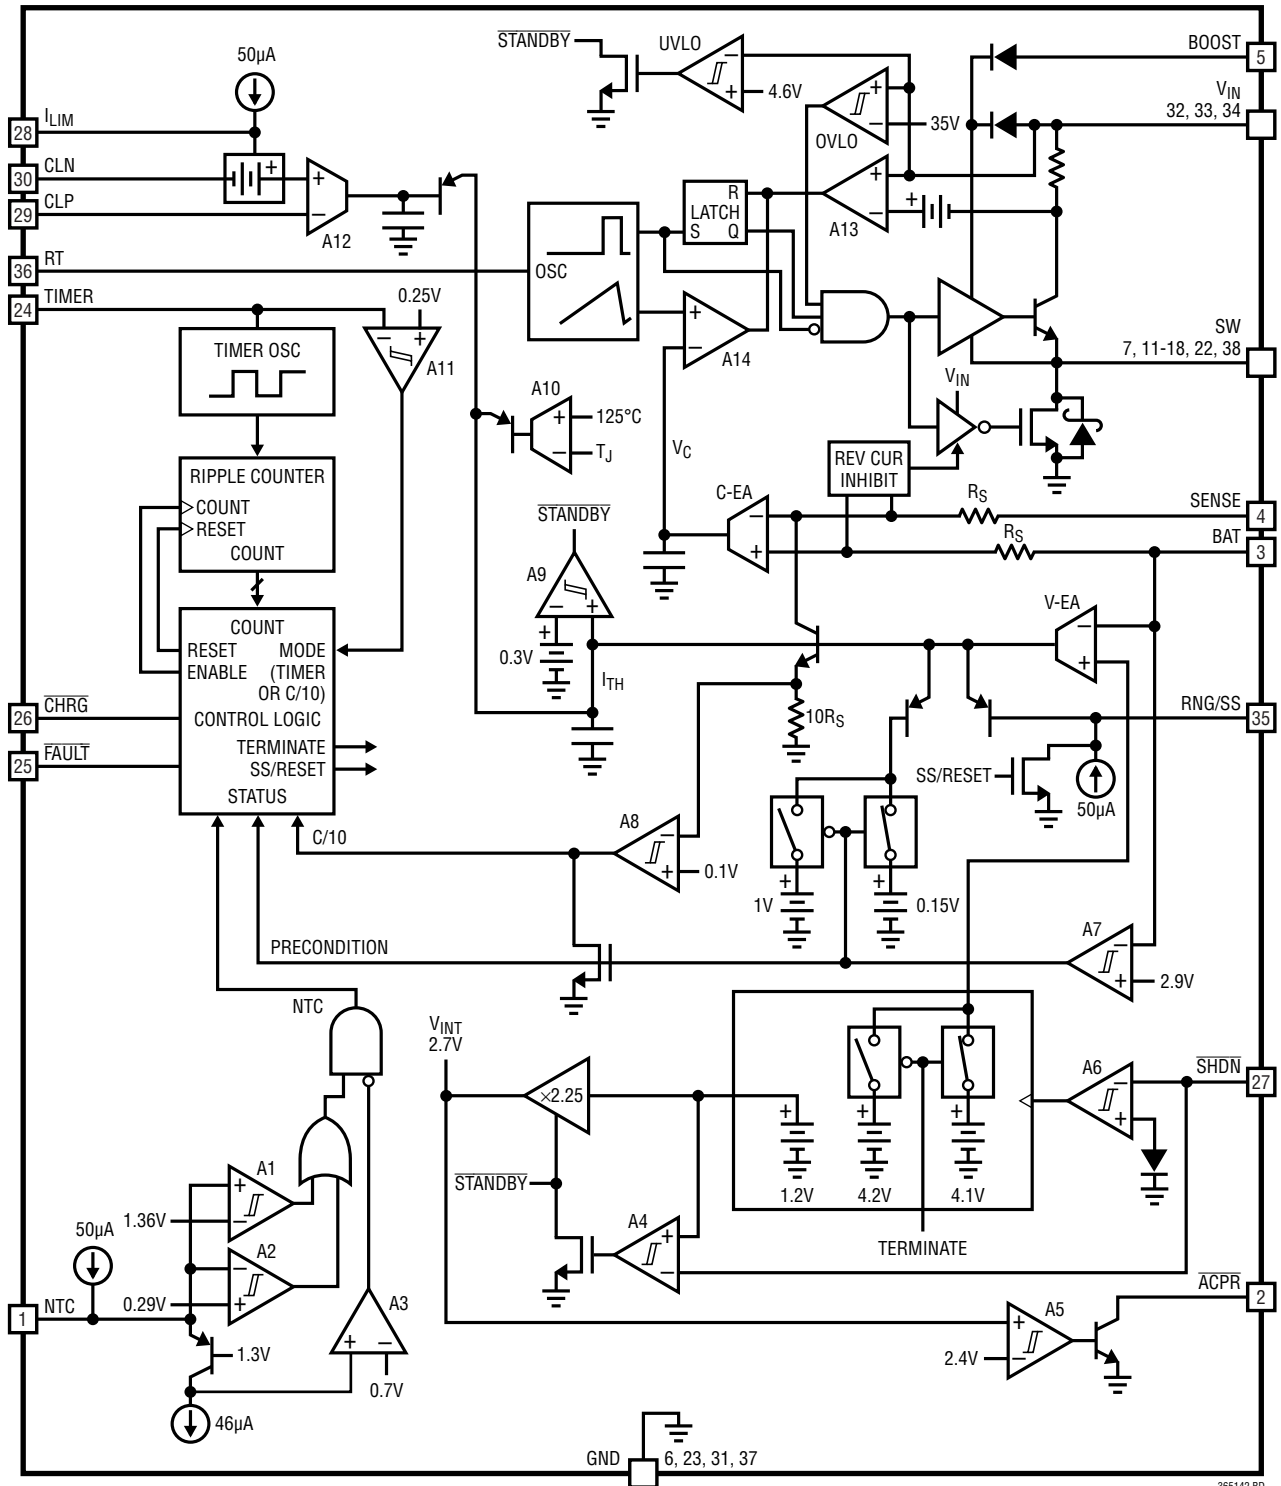 STANDBY
UVLO
BOOST
5
50µA
4.6V
VIN
32, 33, 34
ILIM
28
35V
OVLO
CLN
30
CLP
29
A12
R
LATCH
S Q
A13
RT
36
OSC
TIMER
24
0.25V
TIMER OSC
A11
A14
SW
7, 11-18, 22, 38
A10
125°C
TJ
VIN
VC
REV CUR
INHIBIT
RIPPLE COUNTER
COUNT
RESET
COUNT
C-EA
RS
SENSE
4
STANDBY
RS
BAT
3
A9
0.3V
ITH
V-EA
COUNT
RESET
ENABLE
MODE
(TIMER
OR C/10)
CONTROL LOGIC
TERMINATE
SS/RESET
STATUS
CHRG
26
FAULT
25
10RS
RNG/SS
35
SS/RESET
50µA
C/10
A8
0.1V
1V
0.15V
PRECONDITION
A7
2.9V
NTC
VINT
2.7V
×2.25
A6
SHDN
27
STANDBY
1.2V
4.2V
4.1V
A1
1.36V
50µA
A2
0.29V
A4
TERMINATE
NTC
1
A3
1.3V
0.7V
46µA
ACPR
2
A5
2.4V
GND
6, 23, 31, 37